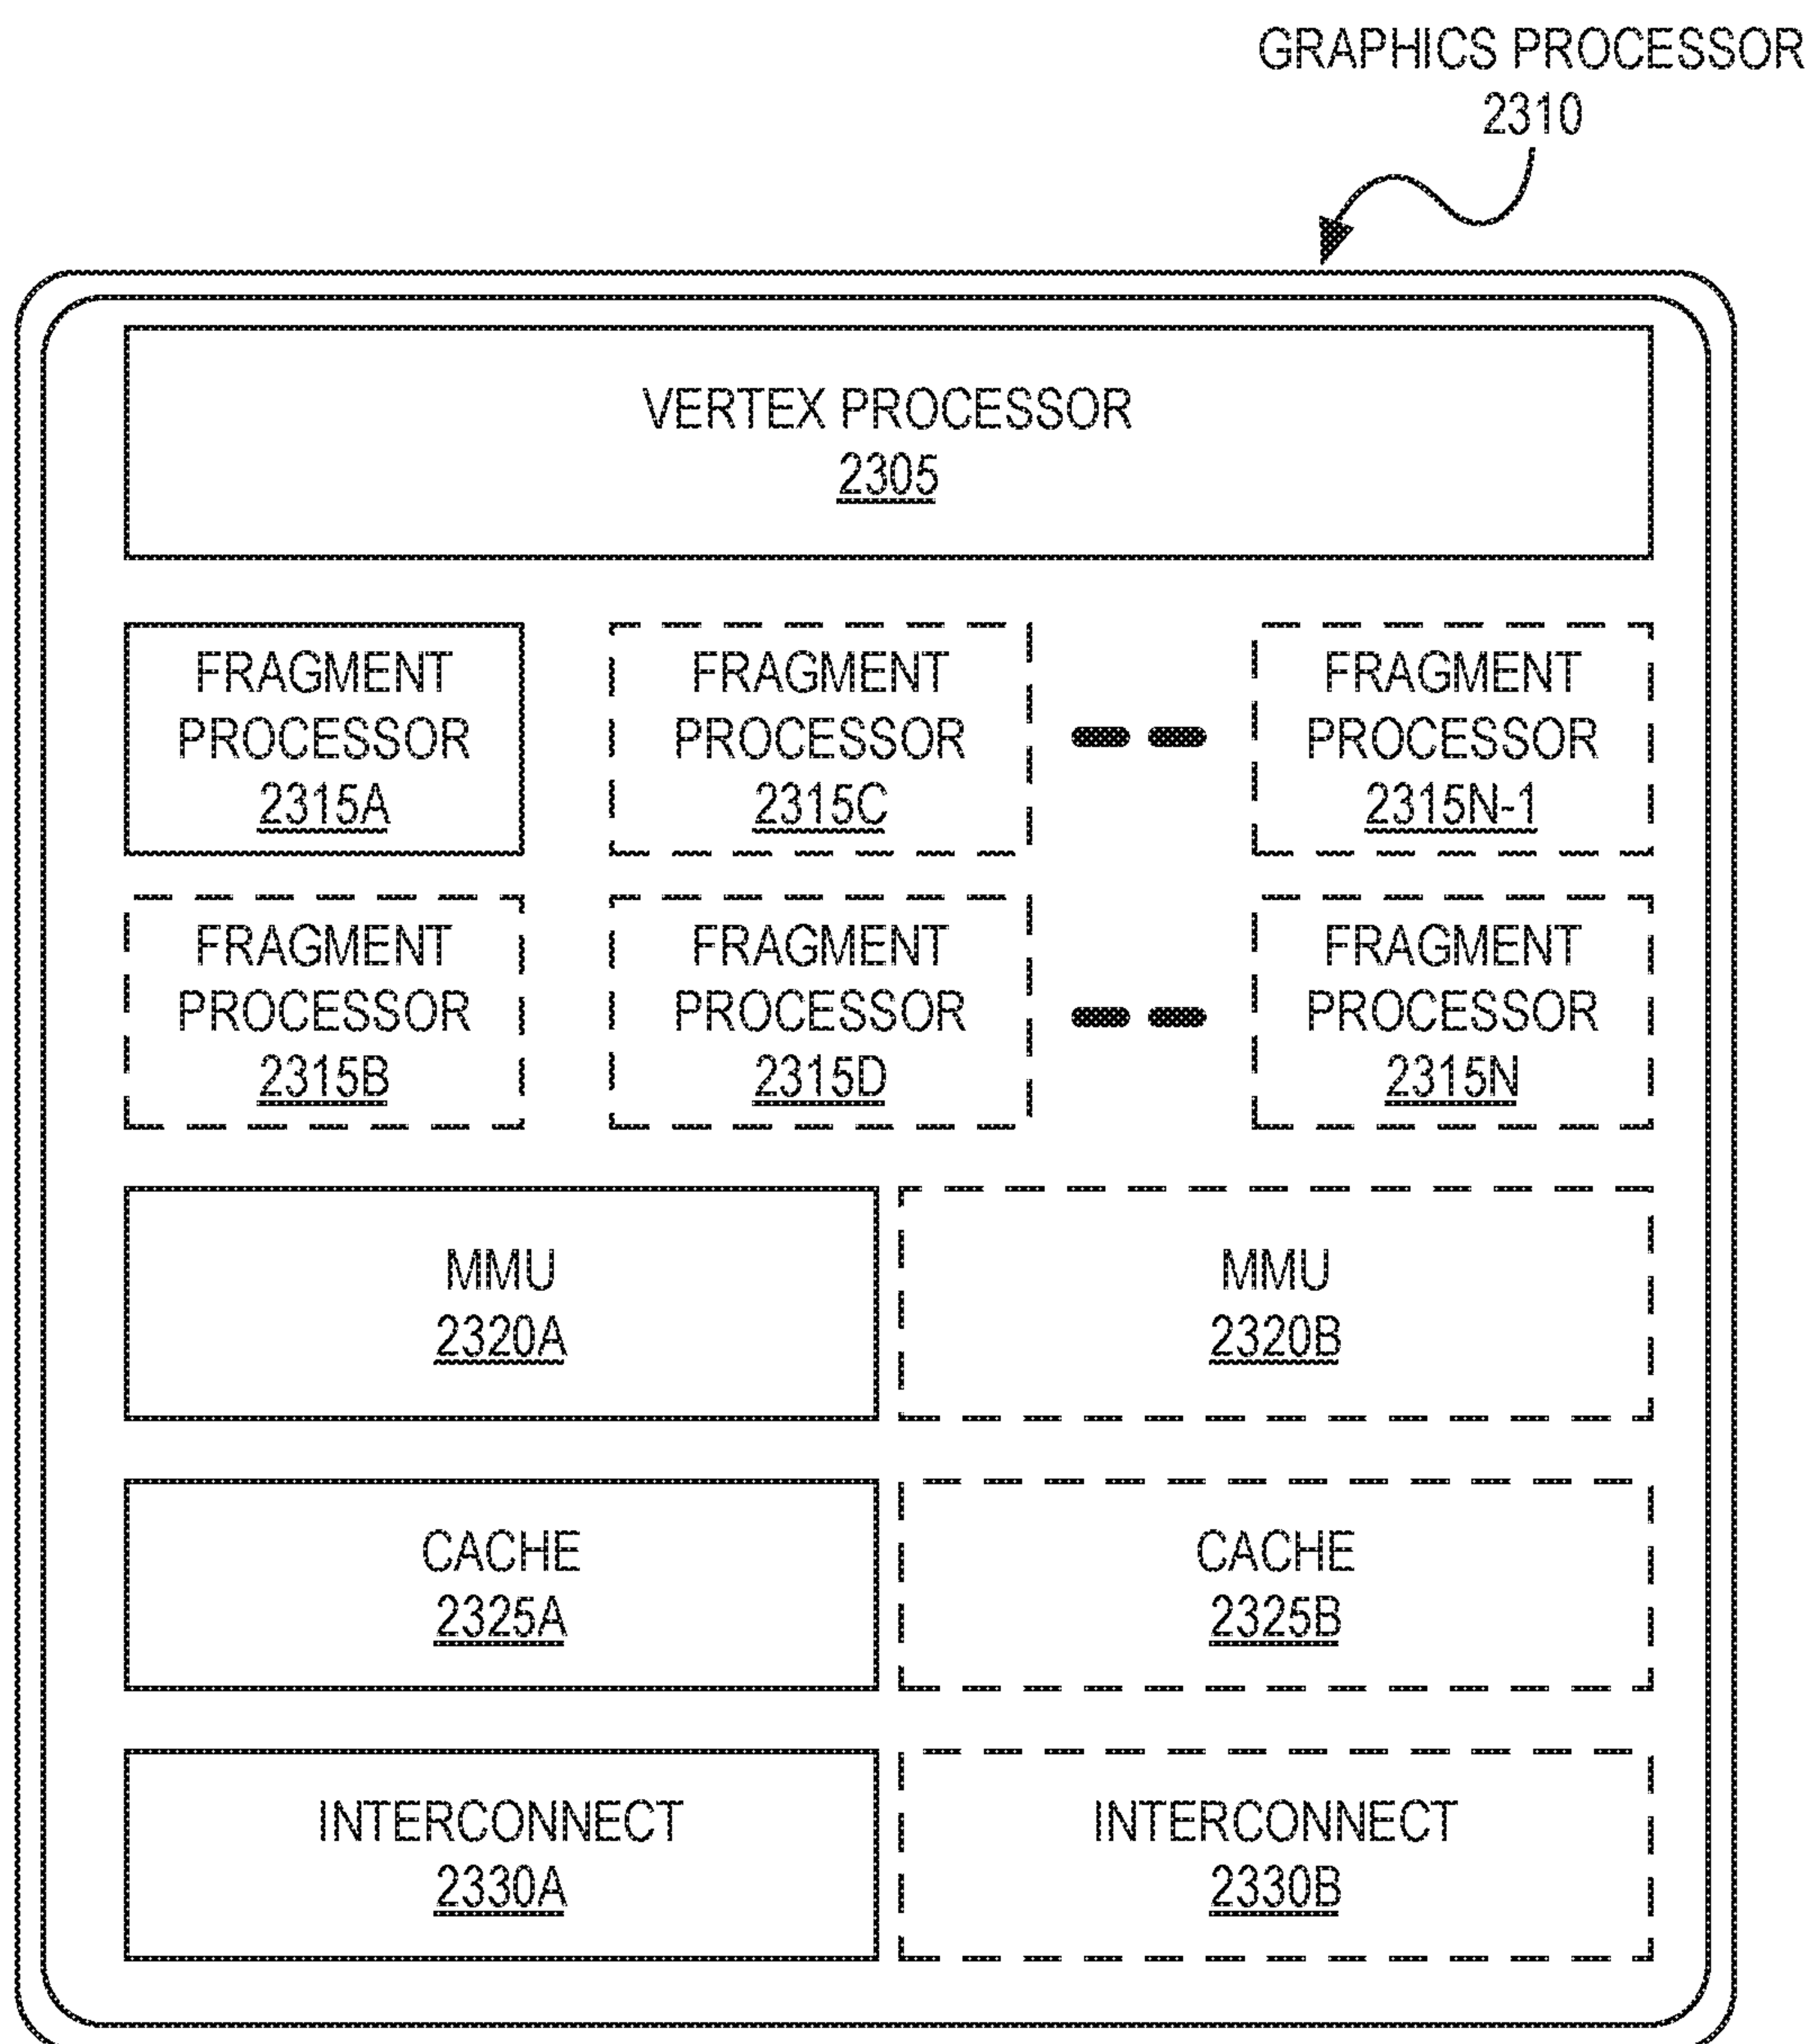 GRAPHICS PROCESSOR
2310
VERTEX PROCESSOR
2305
FRAGMENT
PROCESSOR
2315A
FRAGMENT
PROCESSOR
2315C
FRAGMENT
PROCESSOR
2315N-1
FRAGMENT
PROCESSOR
2315B
FRAGMENT
PROCESSOR
2315D
FRAGMENT
PROCESSOR
2315N
MMU
2320A
MMU
2320B
CACHE
2325A
CACHE
2325B
INTERCONNECT
2330A
INTERCONNECT
2330B